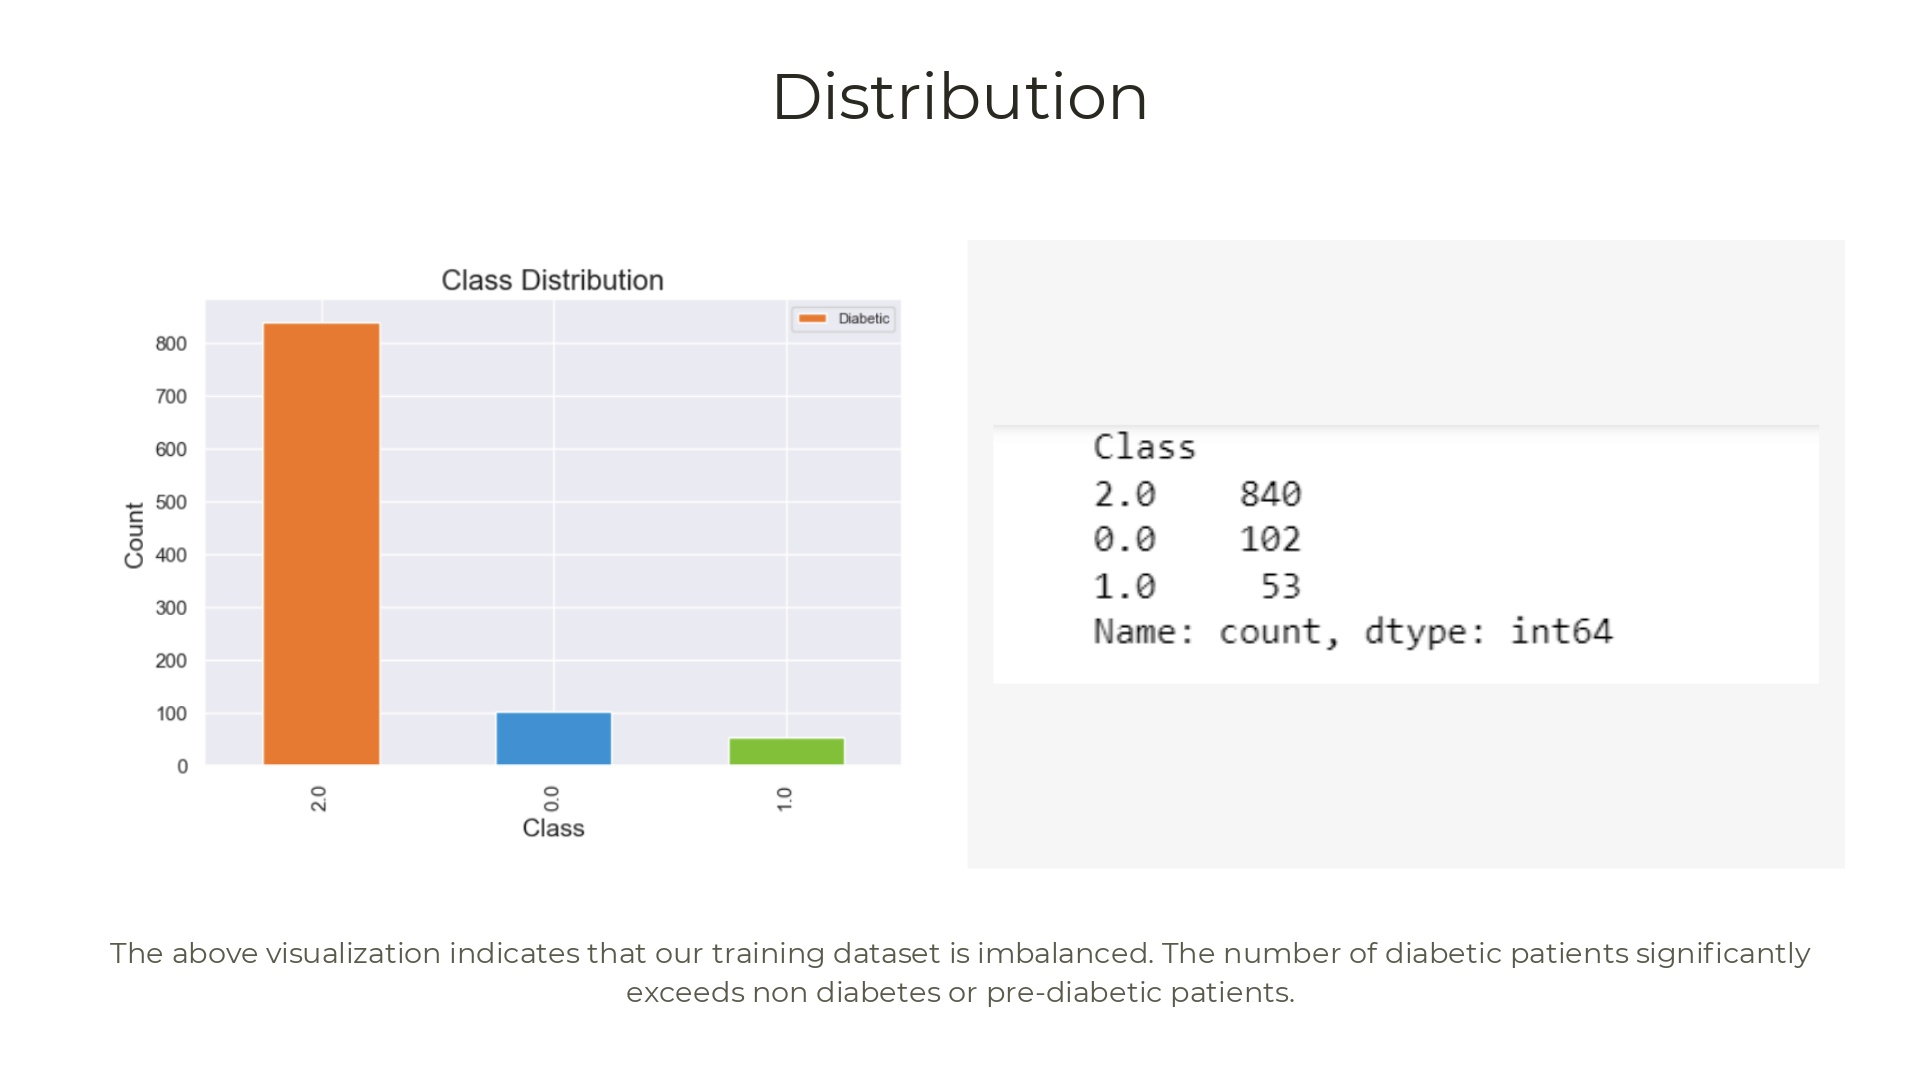 Distribution
Class Distribution
Diabetic
800
700
600
500
400
300
200
100
0
Count
2.0
0.0
1.0
Class
Class
2.0 840
0.0 102
1.0 53
Name: count, dtype: int64
The above visualization indicates that our training dataset is imbalanced. The number of diabetic patients significantly
exceeds non diabetes or pre-diabetic patients.